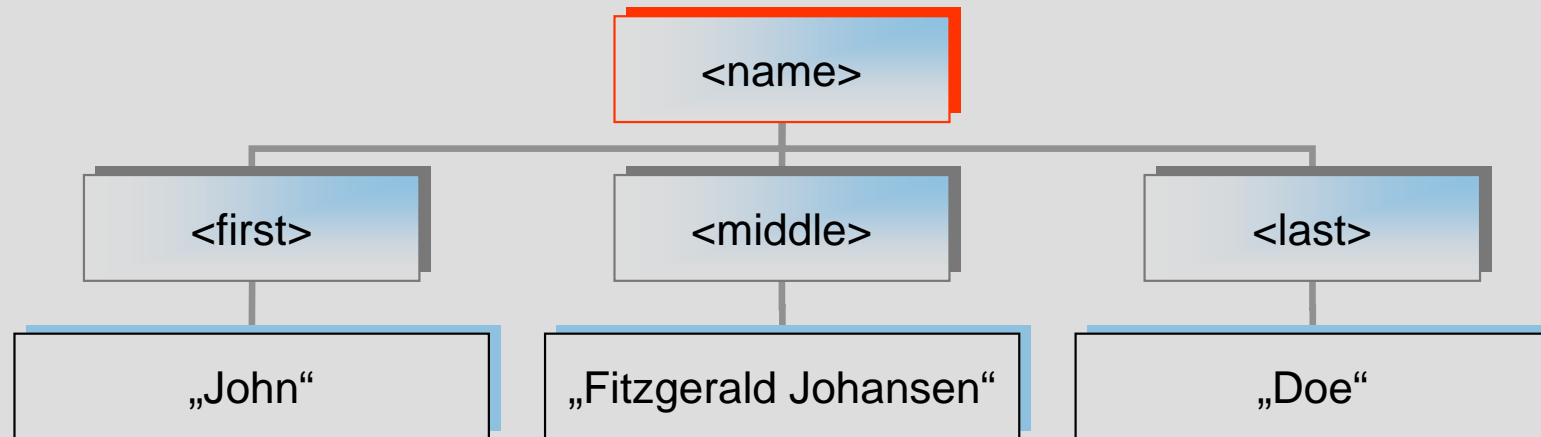 <name>
<first> <middle> <last>
„John“ „Fitzgerald Johansen“ „Doe“